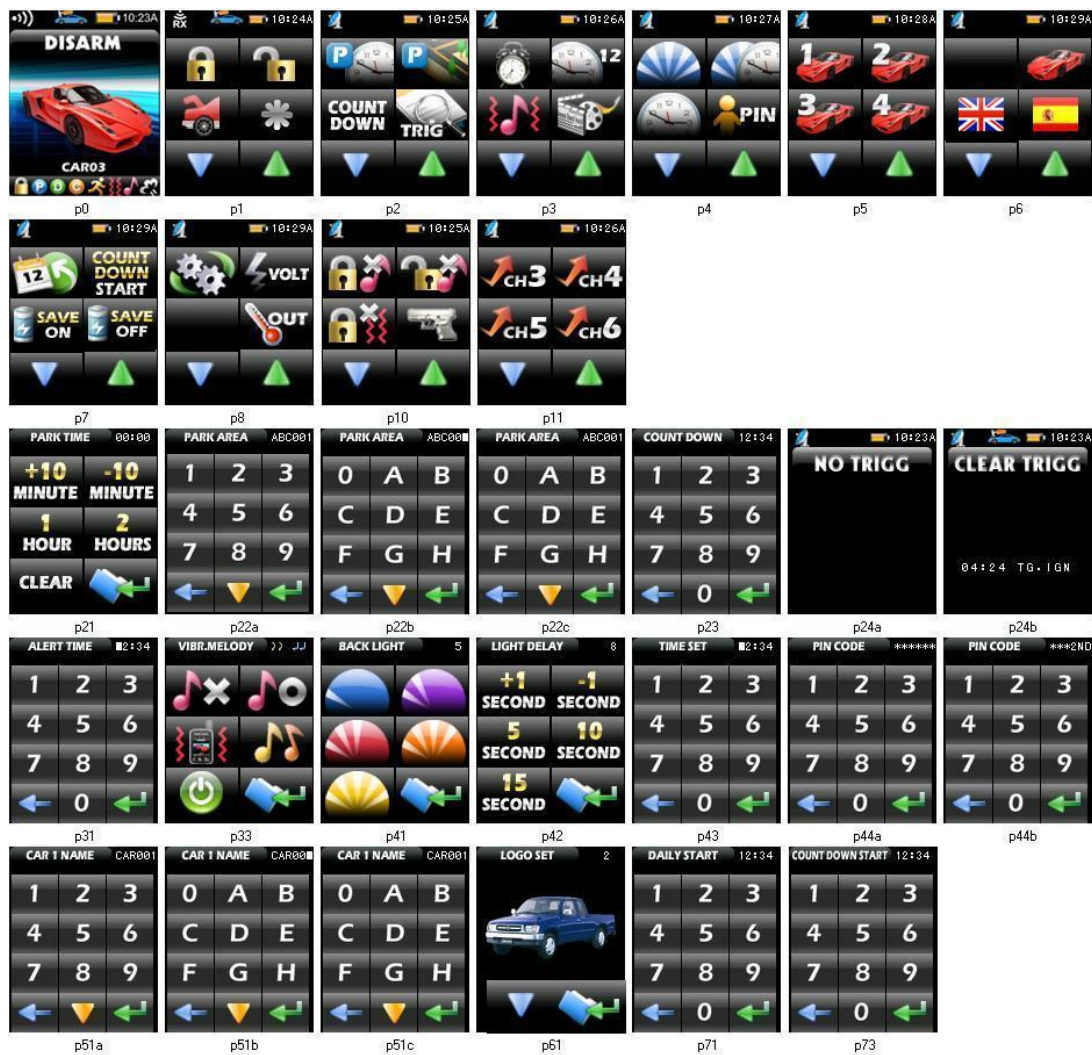 10:23A 10:24A 10:25A 10:26A 10:27A 10:28A 10:29A
RX
DISARM
P P 12 1 2
COUNT DOWN TRIG PIN 3 4
CAR03
P D C
p0 p1 p2 p3 p4 p5 p6
10:29A 10:29A 10:25A 10:26A
12 COUNT DOWN START VOLT CH3 CH4
SAVE ON SAVE OFF OUT CH5 CH6
p7 p8 p10 p11
PARK TIME 00:00 PARK AREA ABC001 PARK AREA ABC00 PARK AREA ABC001 COUNT DOWN 12:34 10:23A 10:23A
+10 MINUTE -10 MINUTE 1 2 3 0 A B 0 A B 1 2 3 NO TRIGG CLEAR TRIGG
1 HOUR 2 HOURS 4 5 6 C D E C D E 4 5 6
7 8 9 F G H F G H 7 8 9 04:24 TG.IGN
CLEAR 0
p21 p22a p22b p22c p23 p24a p24b
ALERT TIME 2:34 VIBR.MELODY BACK LIGHT 5 LIGHT DELAY 8 TIME SET 2:34 PIN CODE ****** PIN CODE ***2ND
1 2 3 +1 SECOND -1 SECOND 1 2 3 1 2 3 1 2 3
4 5 6 5 SECOND 10 SECOND 4 5 6 4 5 6 4 5 6
7 8 9 15 SECOND 7 8 9 7 8 9 7 8 9
0 0 0 0
p31 p33 p41 p42 p43 p44a p44b
CAR 1 NAME CAR001 CAR 1 NAME CAR00 CAR 1 NAME CAR001 LOGO SET 2 DAILY START 12:34 COUNT DOWN START 12:34
1 2 3 0 A B 0 A B 1 2 3 1 2 3
4 5 6 C D E C D E 4 5 6 4 5 6
7 8 9 F G H F G H 7 8 9 7 8 9
0 0
p51a p51b p51c p61 p71 p73